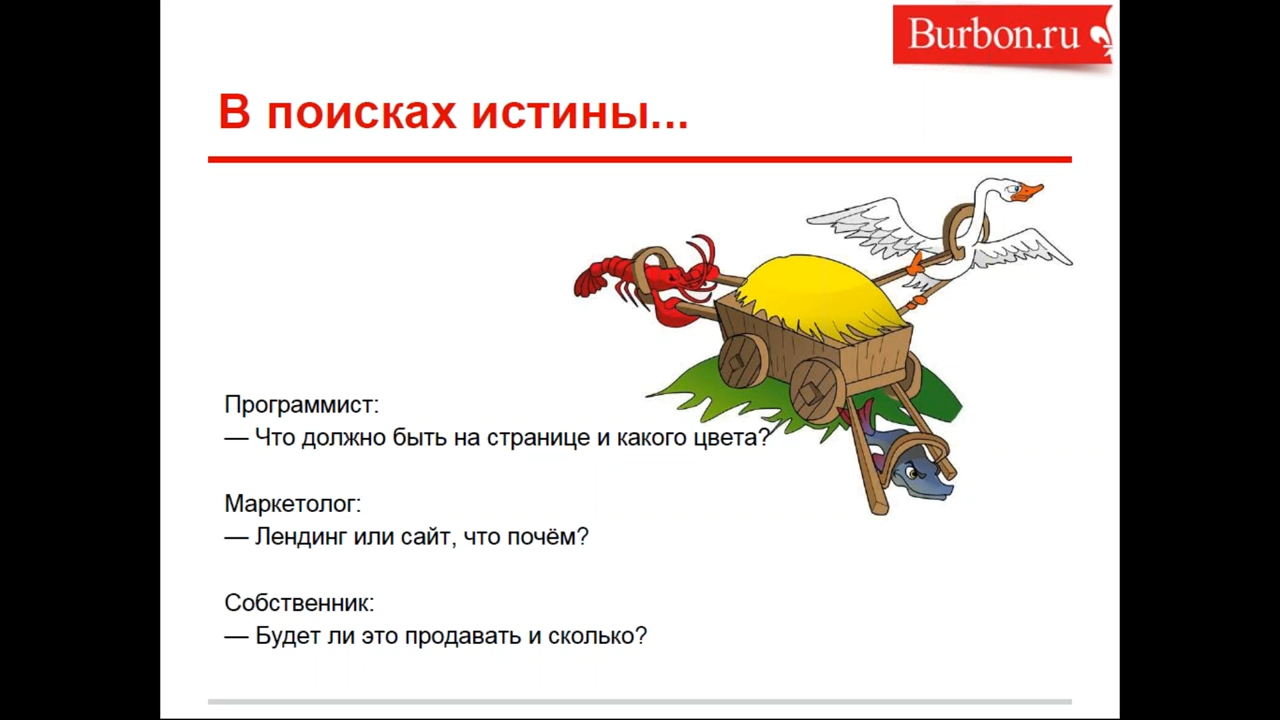 Burbon.ru
В поисках истины...
Программист:
— Что должно быть на странице и какого цвета?
Маркетолог:
— Лендинг или сайт, что почём?
Собственник:
— Будет ли это продавать и сколько?